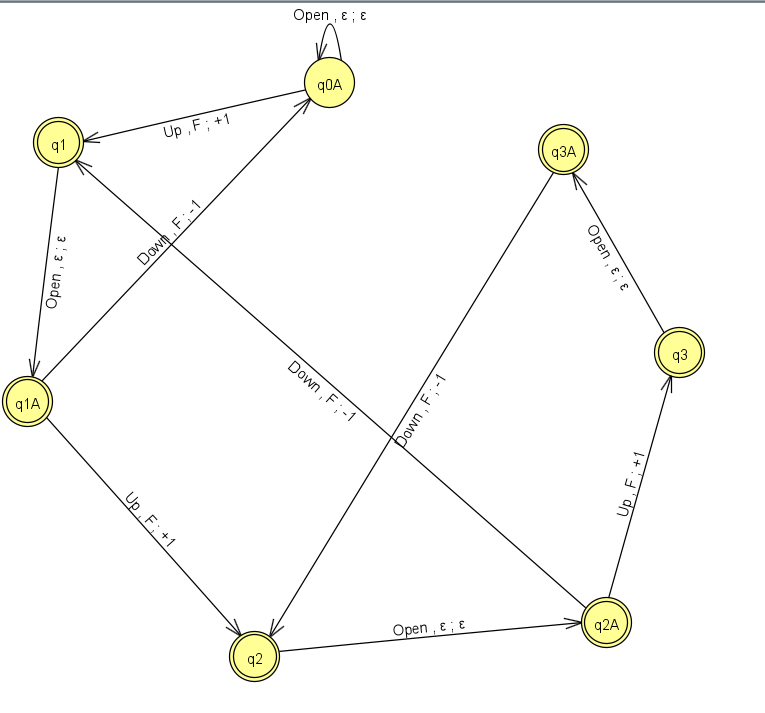 Open , ε ; ε
q0A
Up , F ; +1
q1
q3A
Down , F ; -1
Open , ε ; ε
Open , ε ; ε
q3
Down , F ; -1
Down , F ; -1
q1A
Up , F ; +1
Up , F ; +1
Open , ε ; ε
q2A
q2